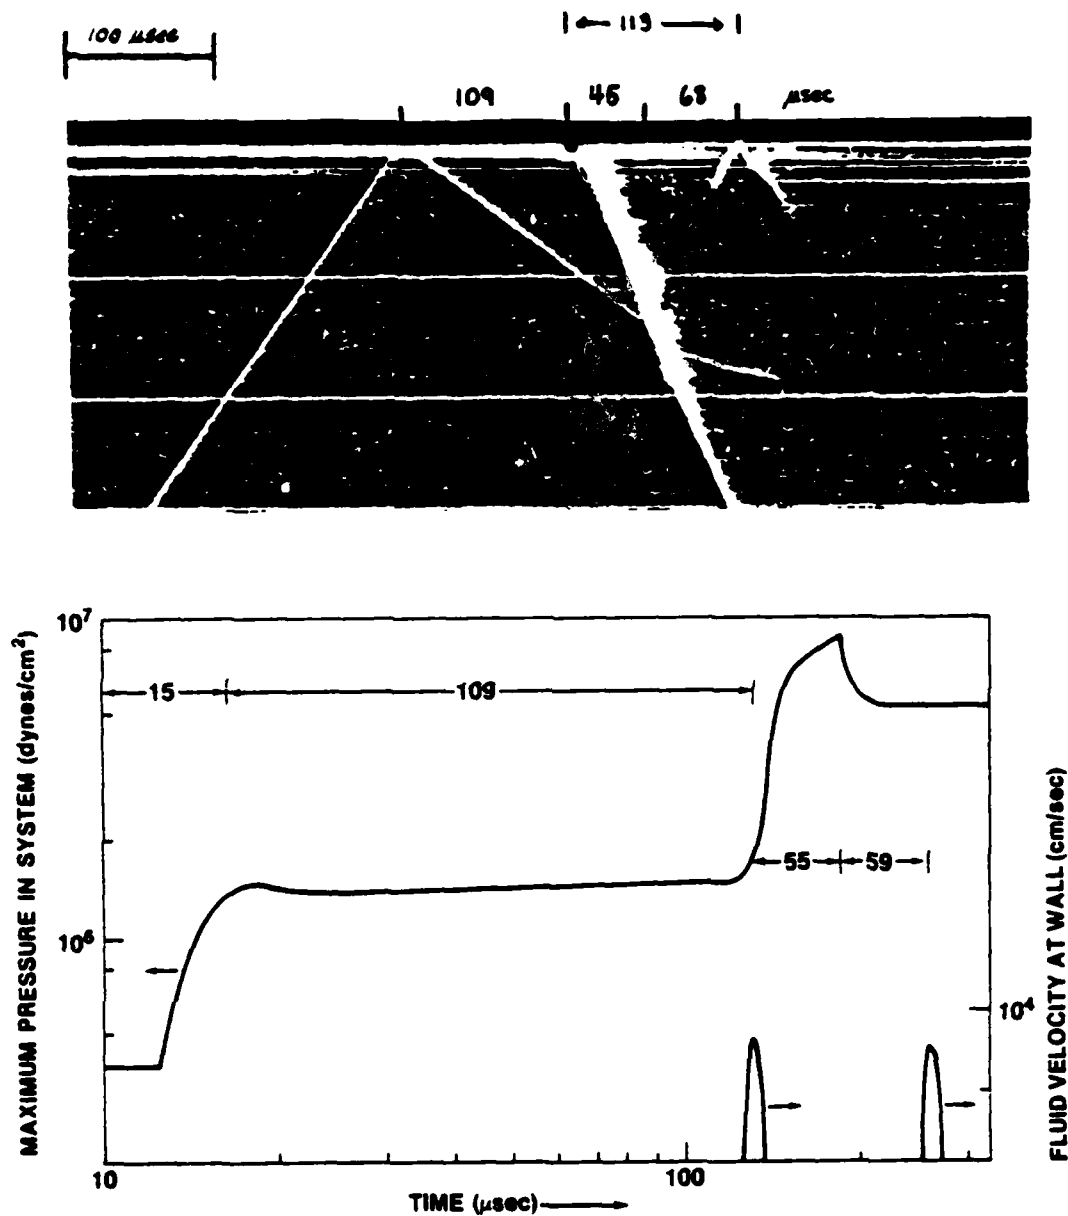 113
100 µsec
109 45 68 µsec
10⁷
15 109
55 59
10⁶
10⁴
MAXIMUM PRESSURE IN SYSTEM (dynes/cm²)
FLUID VELOCITY AT WALL (cm/sec)
10 100
TIME (µsec)